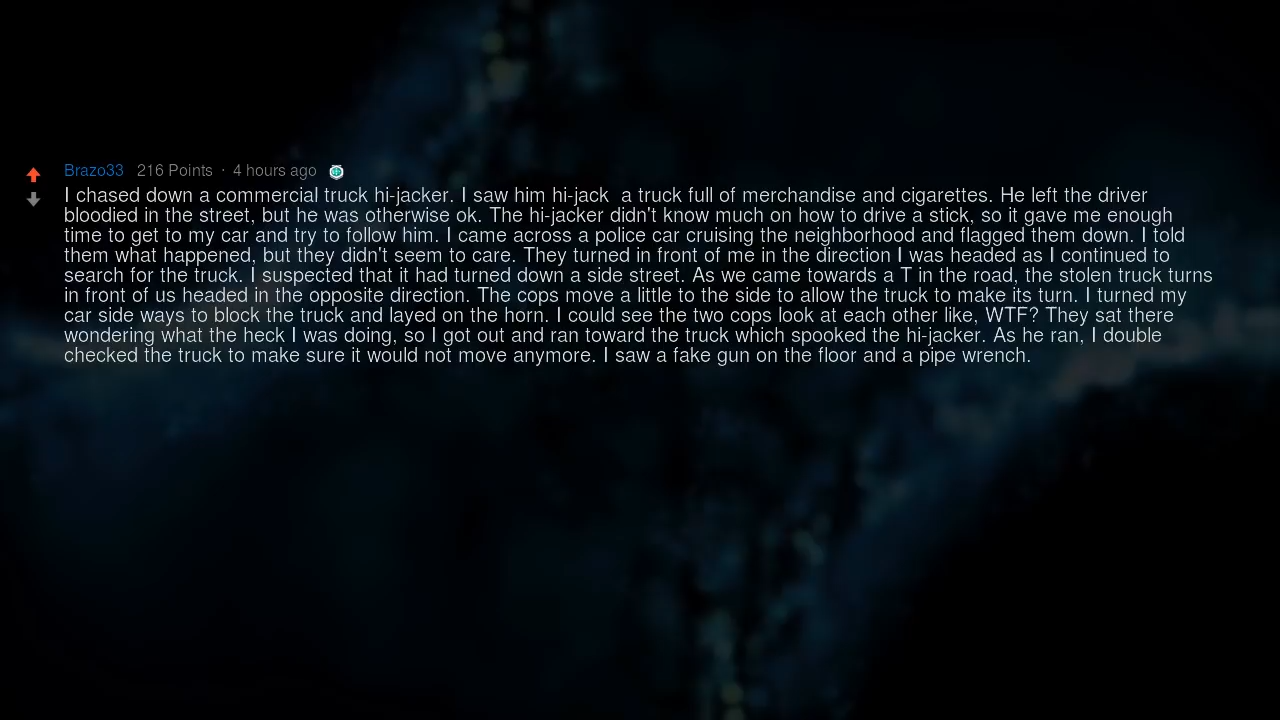 Brazo33 216 Points · 4 hours ago
I chased down a commercial truck hi-jacker. I saw him hi-jack  a truck full of merchandise and cigarettes. He left the driver
bloodied in the street, but he was otherwise ok. The hi-jacker didn't know much on how to drive a stick, so it gave me enough
time to get to my car and try to follow him. I came across a police car cruising the neighborhood and flagged them down. I told
them what happened, but they didn't seem to care. They turned in front of me in the direction I was headed as I continued to
search for the truck. I suspected that it had turned down a side street. As we came towards a T in the road, the stolen truck turns
in front of us headed in the opposite direction. The cops move a little to the side to allow the truck to make its turn. I turned my
car side ways to block the truck and layed on the horn. I could see the two cops look at each other like, WTF? They sat there
wondering what the heck I was doing, so I got out and ran toward the truck which spooked the hi-jacker. As he ran, I double
checked the truck to make sure it would not move anymore. I saw a fake gun on the floor and a pipe wrench.